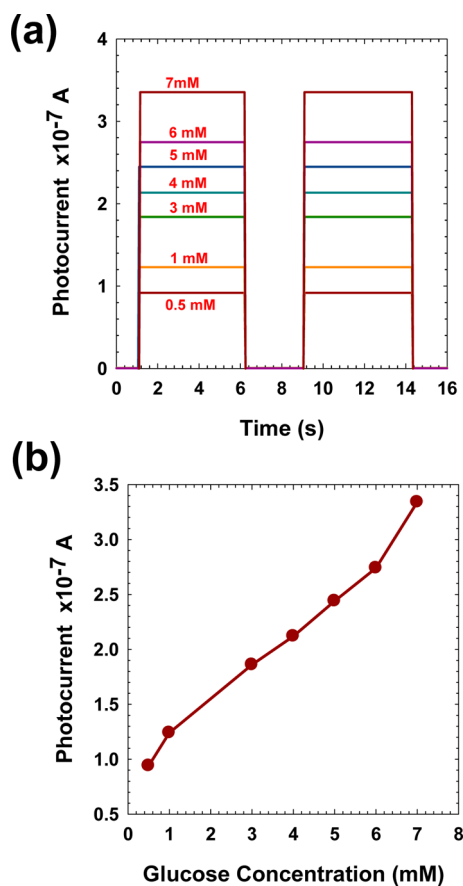 (a)
4
3
2
1
0
Photocurrent x10-7 A
7mM
6 mM
5 mM
4 mM
3 mM
1 mM
0.5 mM
0 2 4 6 8 10 12 14 16
Time (s)
(b)
3.5
3.0
2.5
2.0
1.5
1.0
0.5
Photocurrent x10-7 A
0 1 2 3 4 5 6 7 8
Glucose Concentration (mM)